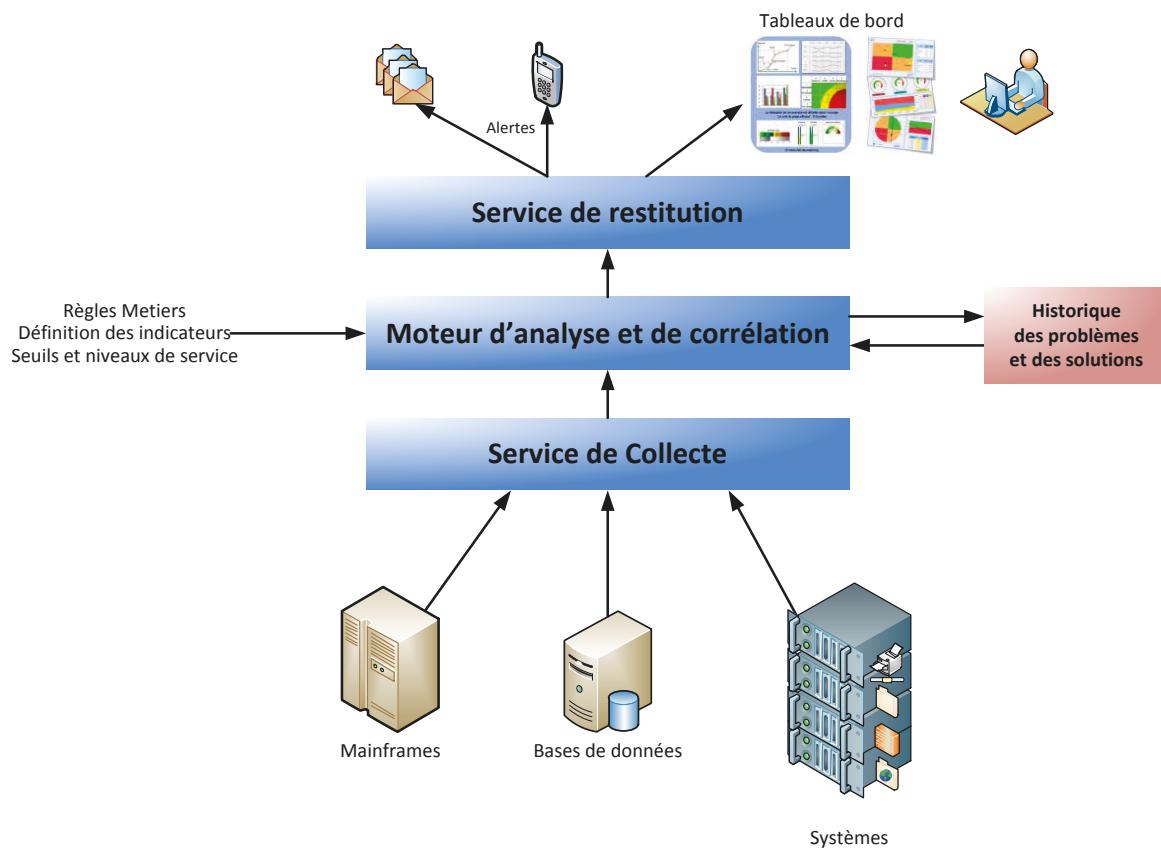 Tableaux de bord
Alertes
Service de restitution
Règles Metiers
Définition des indicateurs
Seuils et niveaux de service
Moteur d'analyse et de corrélation
Historique
des problèmes
et des solutions
Service de Collecte
Mainframes
Bases de données
Systèmes